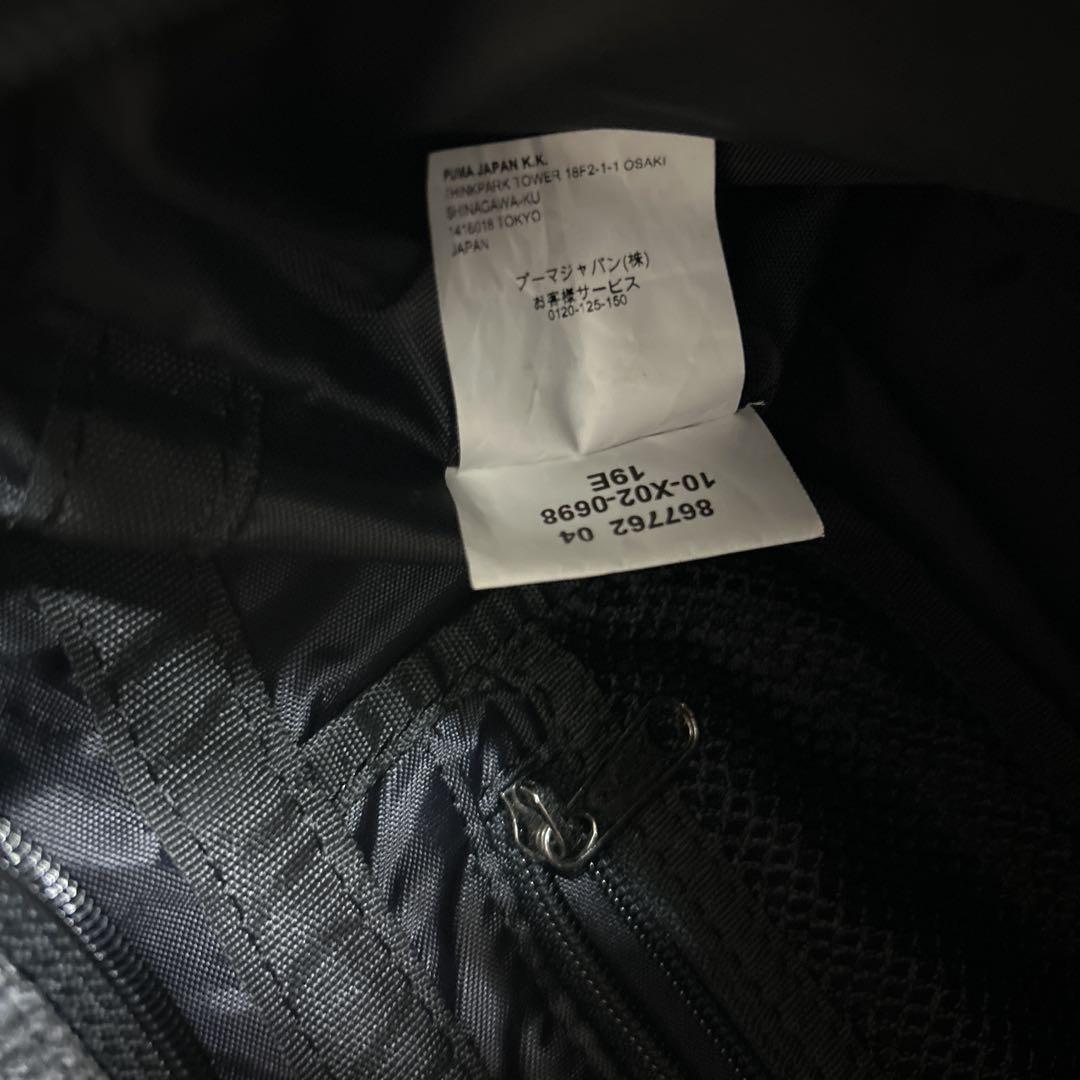 PUMA JAPAN K.K.
THINKPARK TOWER 18F2-1-1 OSAKI
SHINAGAWA-KU
1416018 TOKYO
JAPAN
プーマジャパン(株)
お客様サービス
0120-125-150
867762 04
10-X02-0698
19E